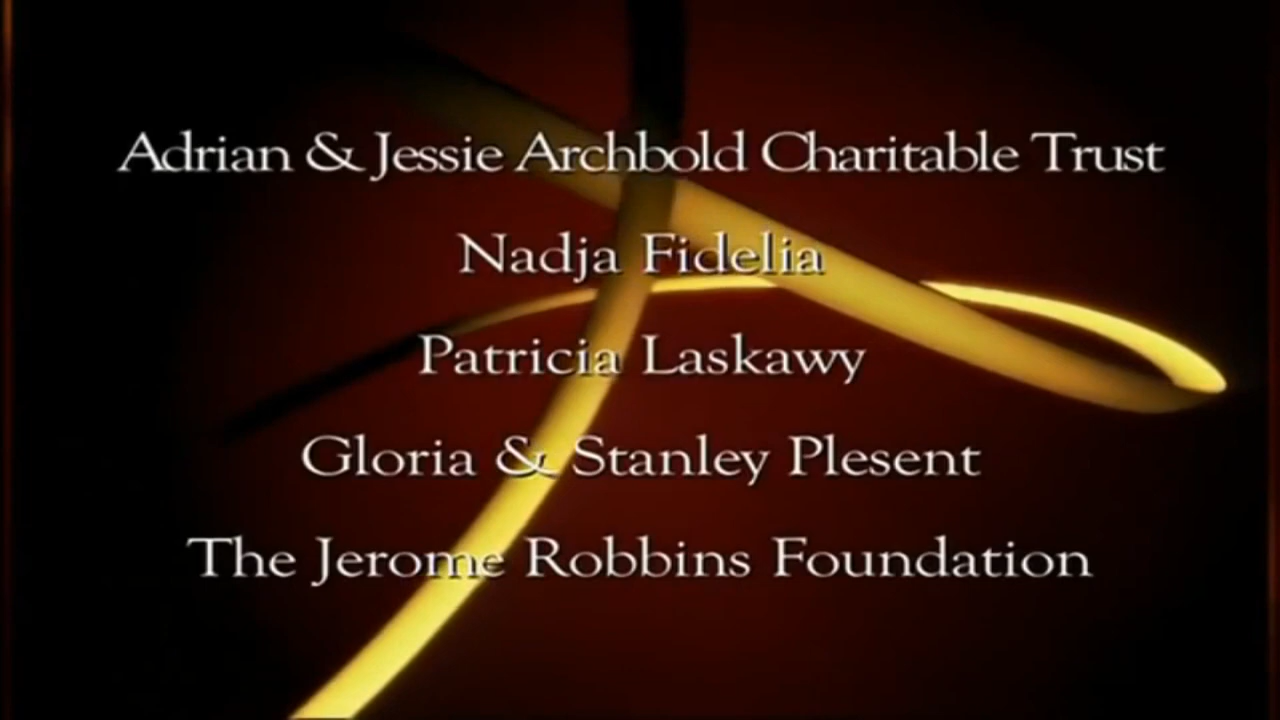 Adrian & Jessie Archbold Charitable Trust
Nadja Fidelia
Patricia Laskawy
Gloria & Stanley Plesent
The Jerome Robbins Foundation